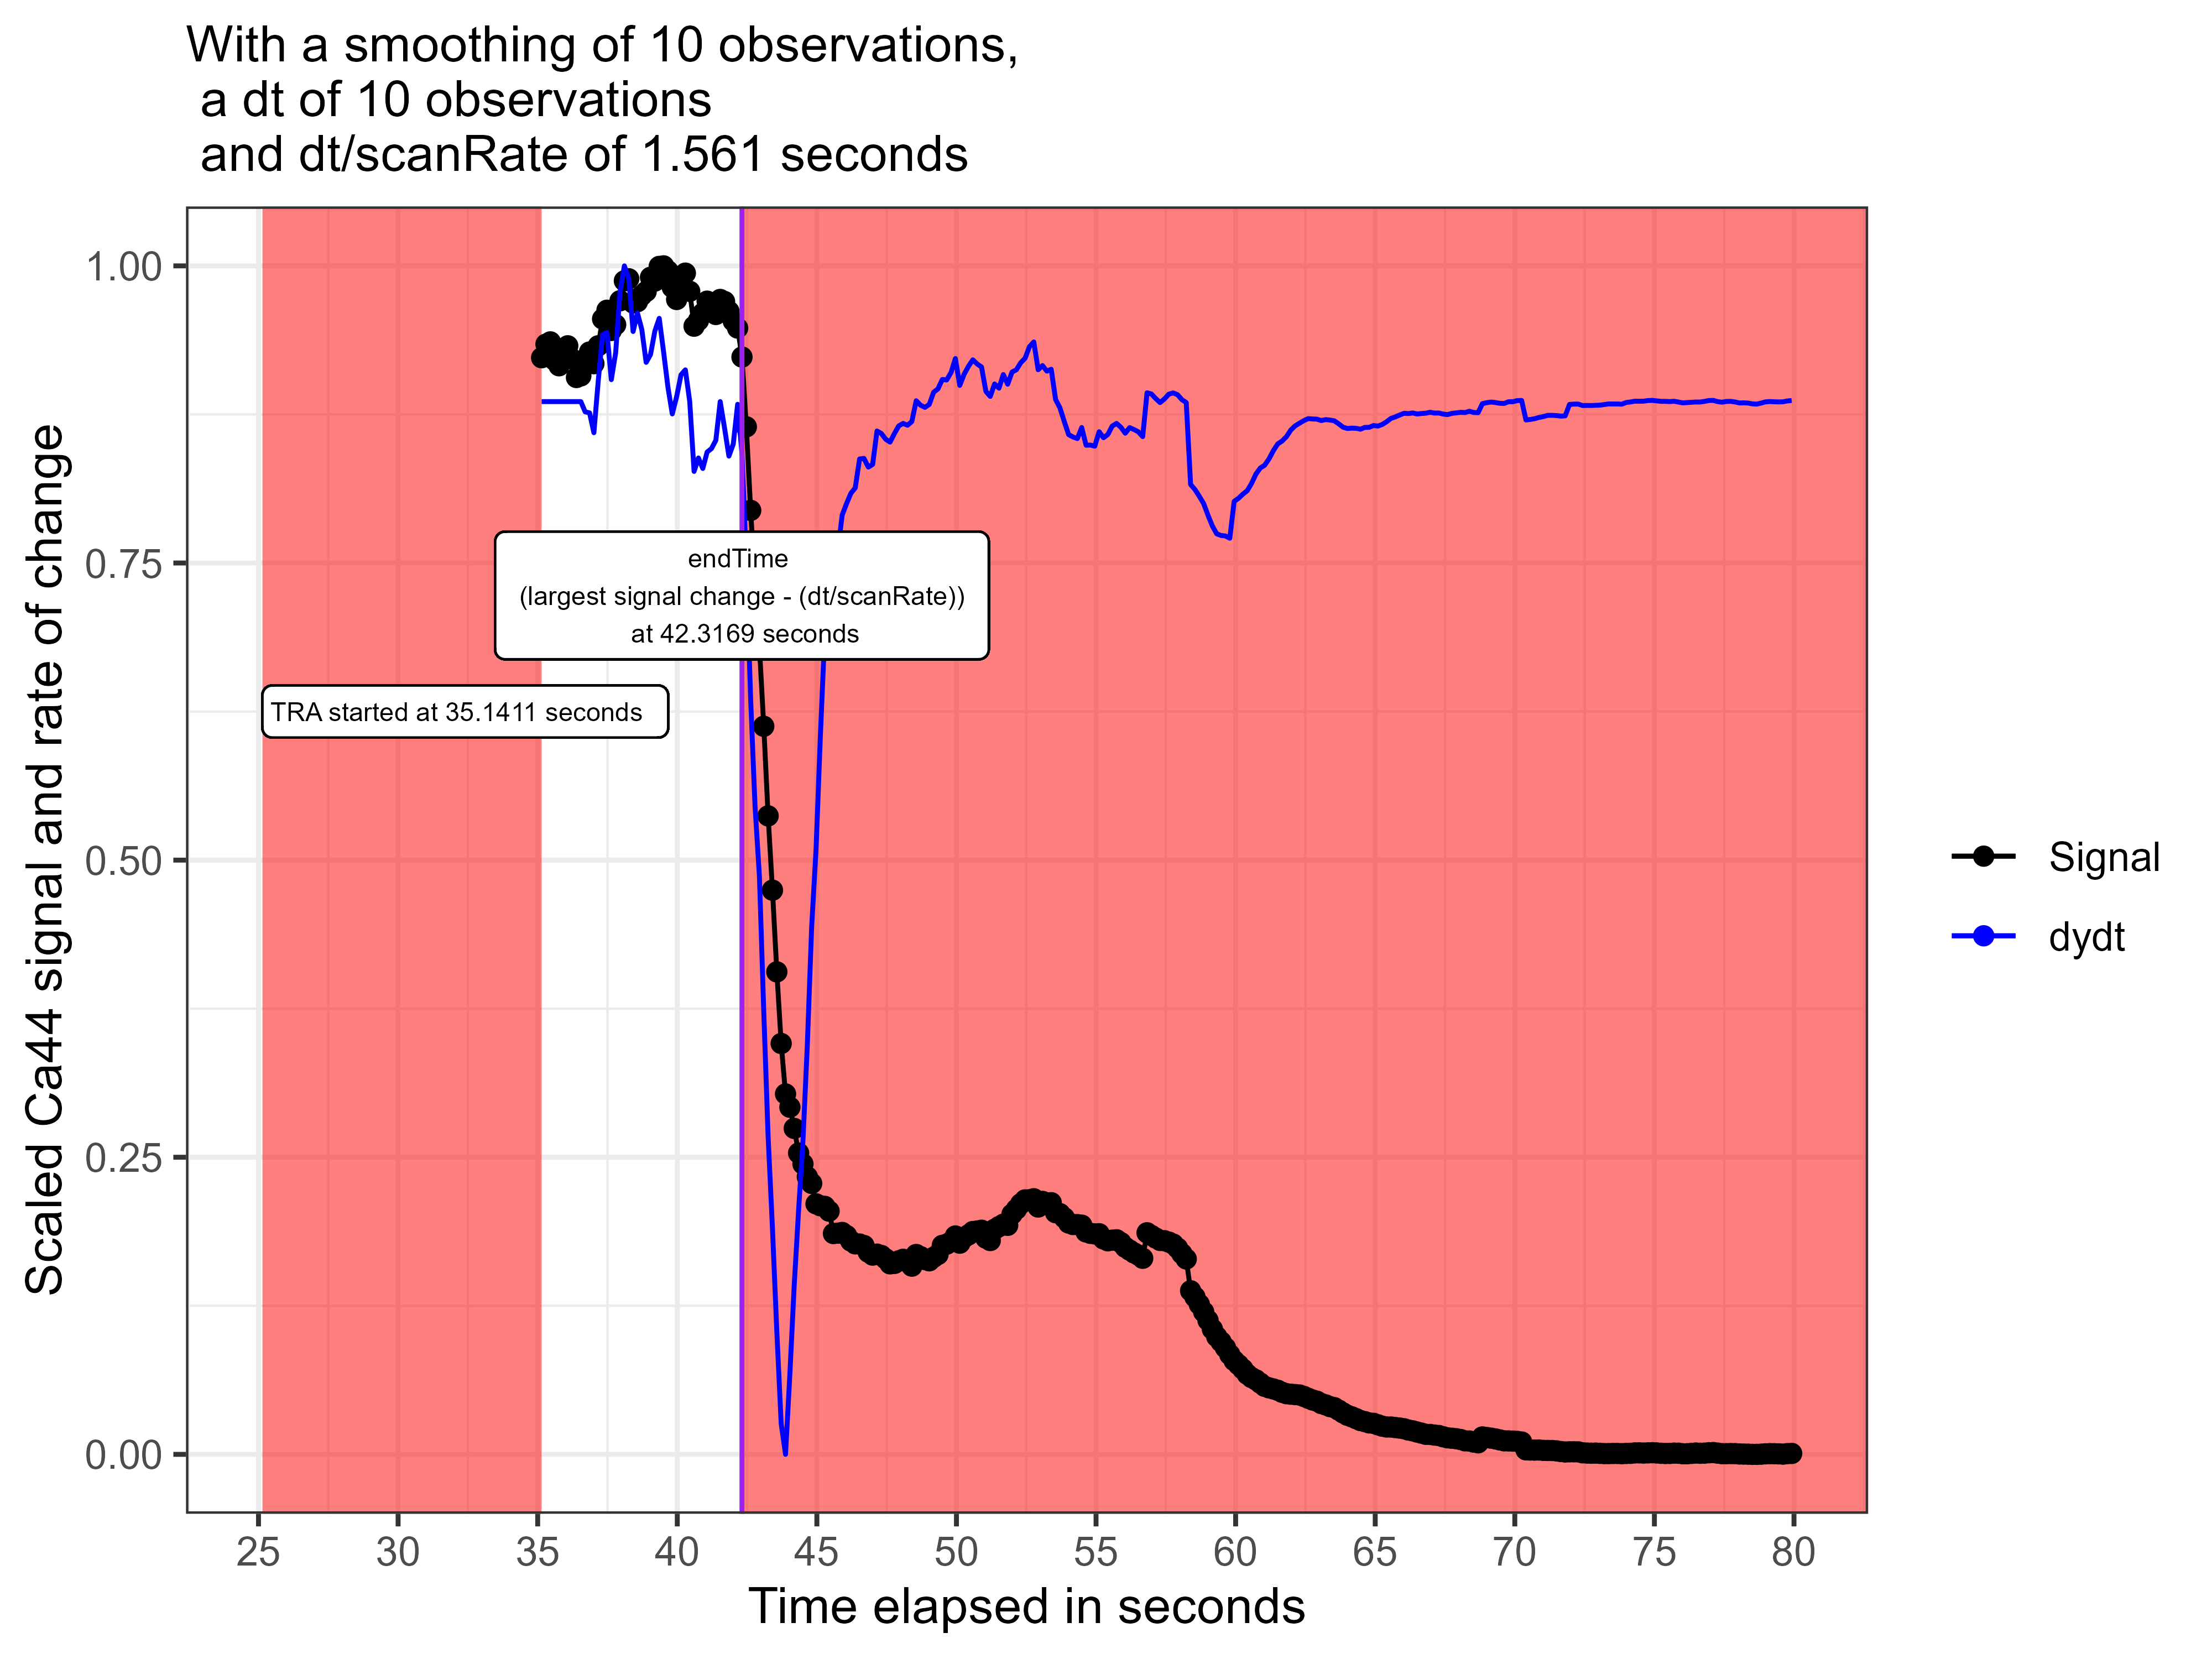 With a smoothing of 10 observations,
a dt of 10 observations
and dt/scanRate of 1.561 seconds
Scaled Ca44 signal and rate of change
1.00
0.75
0.50
0.25
0.00
endTime
(largest signal change - (dt/scanRate))
at 42.3169 seconds
TRA started at 35.1411 seconds
Signal
dydt
25 30 35 40 45 50 55 60 65 70 75 80
Time elapsed in seconds